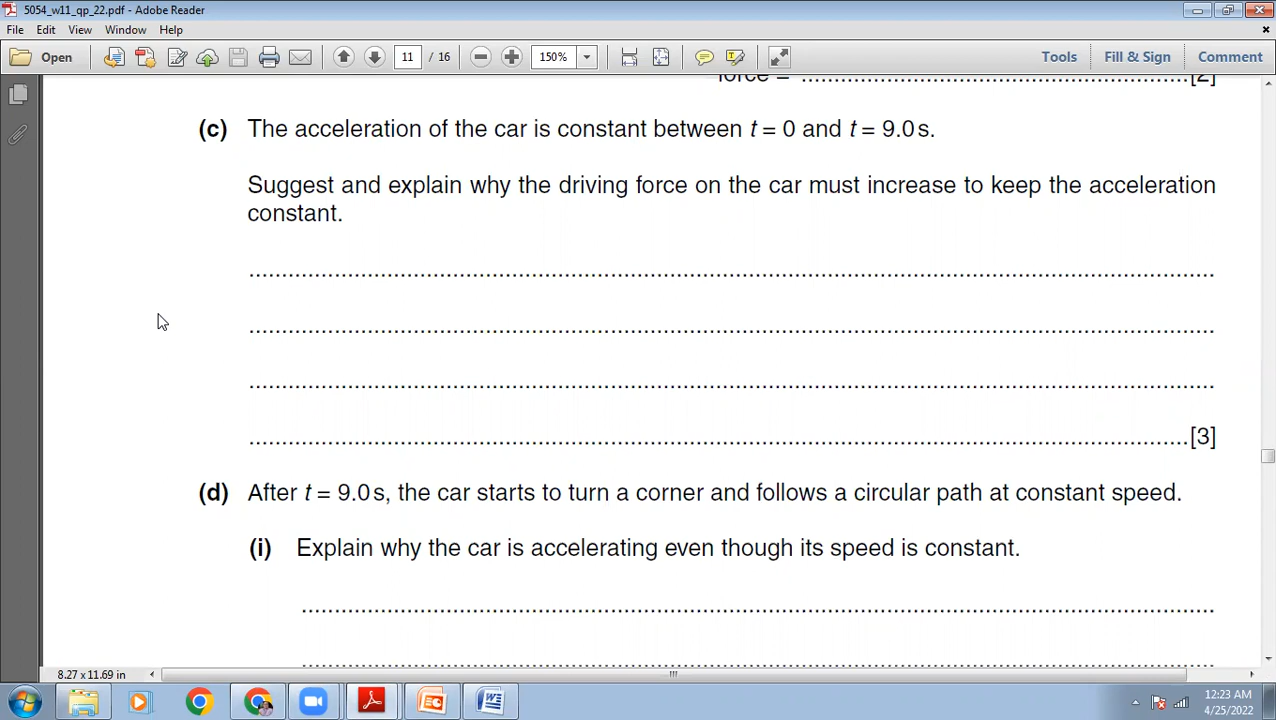 5054_w11_qp_22.pdf - Adobe Reader
File Edit View Window Help
Open 11 / 16 150% Tools Fill & Sign Comment
force = ........................................................[2]
(c) The acceleration of the car is constant between t = 0 and t = 9.0 s.
Suggest and explain why the driving force on the car must increase to keep the acceleration
constant.
..........................................................................................................................
..........................................................................................................................
..........................................................................................................................
......................................................................................................................[3]
(d) After t = 9.0 s, the car starts to turn a corner and follows a circular path at constant speed.
(i) Explain why the car is accelerating even though its speed is constant.
...................................................................................................................
...................................................................................................................
8.27 x 11.69 in
12:23 AM
4/25/2022